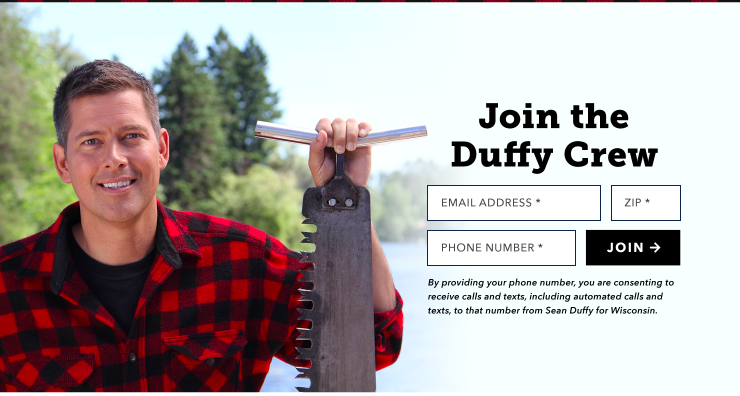 Join the
Duffy Crew
EMAIL ADDRESS *
ZIP *
PHONE NUMBER *
JOIN →
By providing your phone number, you are consenting to
receive calls and texts, including automated calls and
texts, to that number from Sean Duffy for Wisconsin.